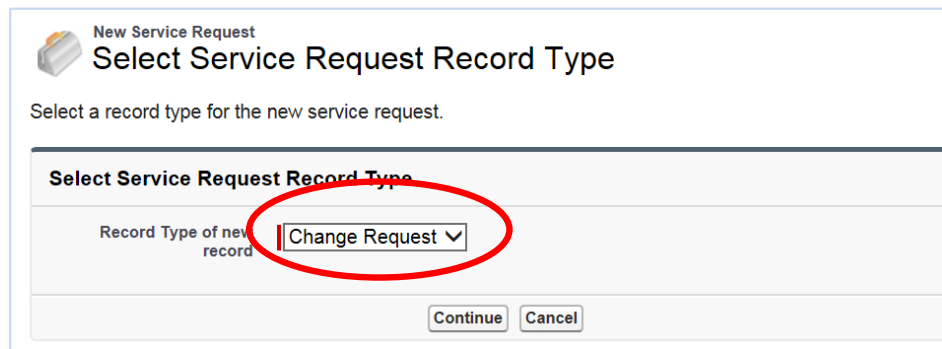 New Service Request
Select Service Request Record Type
Select a record type for the new service request.
Select Service Request Record Type
Record Type of new
record
Change Request
Continue Cancel